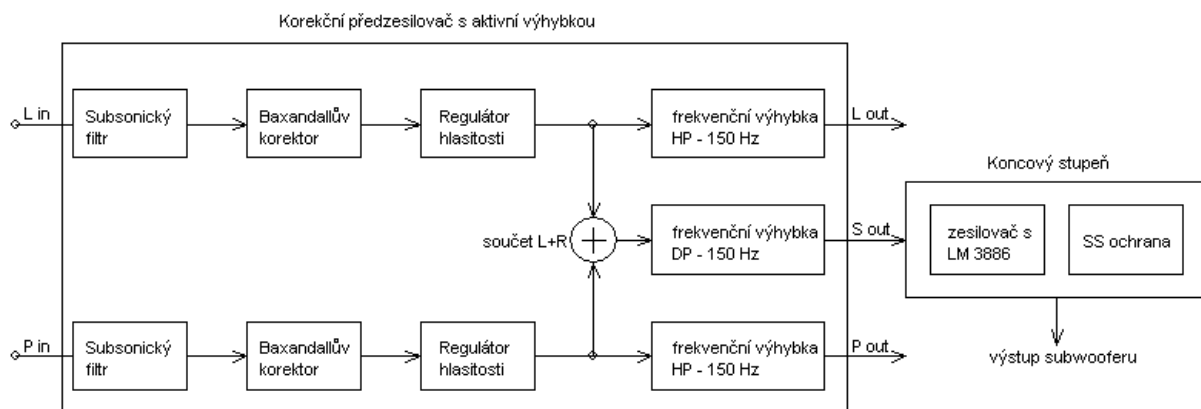 Korekční předzesilovač s aktivní výhybkou
L in
Subsonický
filtr
Baxandallův
korektor
Regulátor
hlasitosti
frekvenční výhybka
HP - 150 Hz
L out
Koncový stupeň
součet L+R
frekvenční výhybka
DP - 150 Hz
S out
zesilovač s
LM 3886
SS ochrana
P in
Subsonický
filtr
Baxandallův
korektor
Regulátor
hlasitosti
frekvenční výhybka
HP - 150 Hz
P out
výstup subwooferu